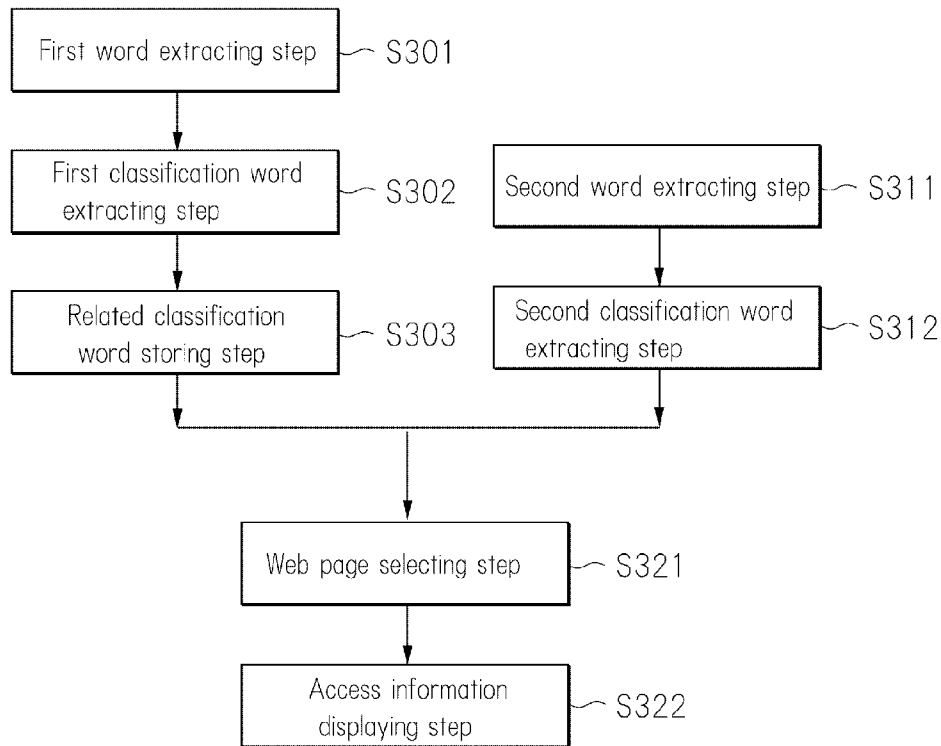 First word extracting step
S301
First classification word
extracting step
S302
Related classification
word storing step
S303
Second word extracting step
S311
Second classification word
extracting step
S312
Web page selecting step
S321
Access information
displaying step
S322